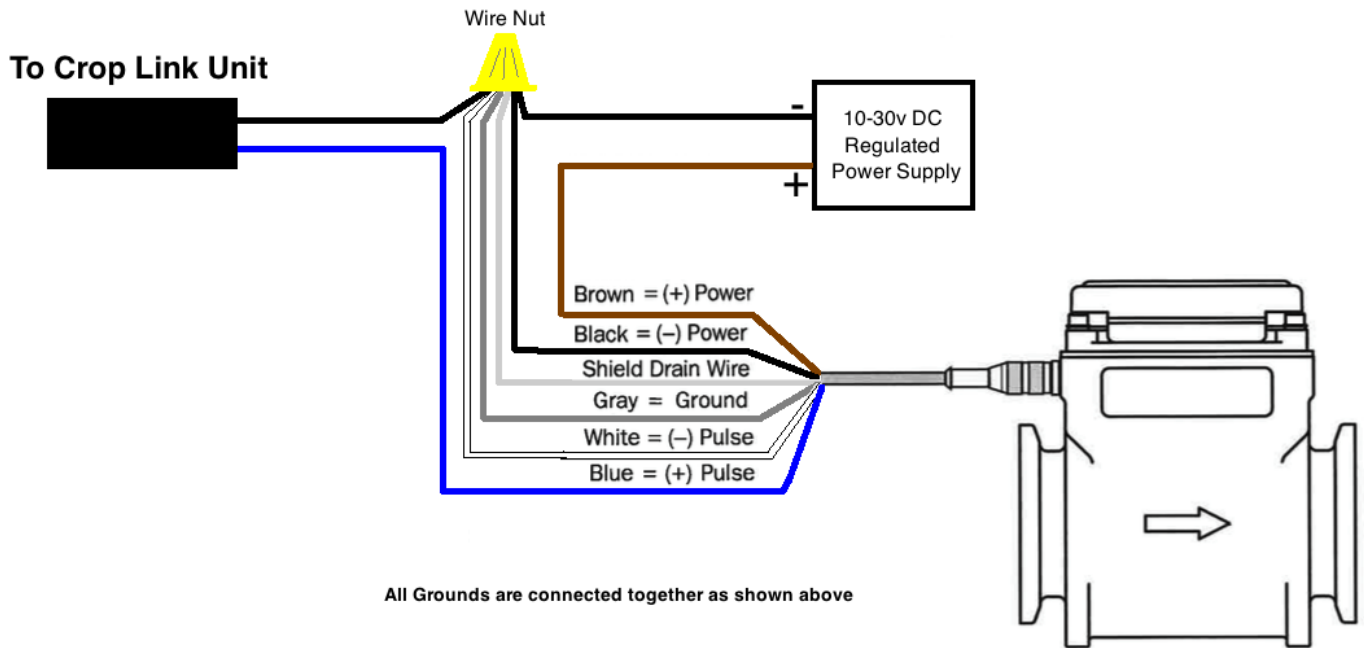 Wire Nut
To Crop Link Unit
-
10-30v DC
Regulated
Power Supply
+
Brown = (+) Power
Black = (–) Power
Shield Drain Wire
Gray = Ground
White = (–) Pulse
Blue = (+) Pulse
All Grounds are connected together as shown above